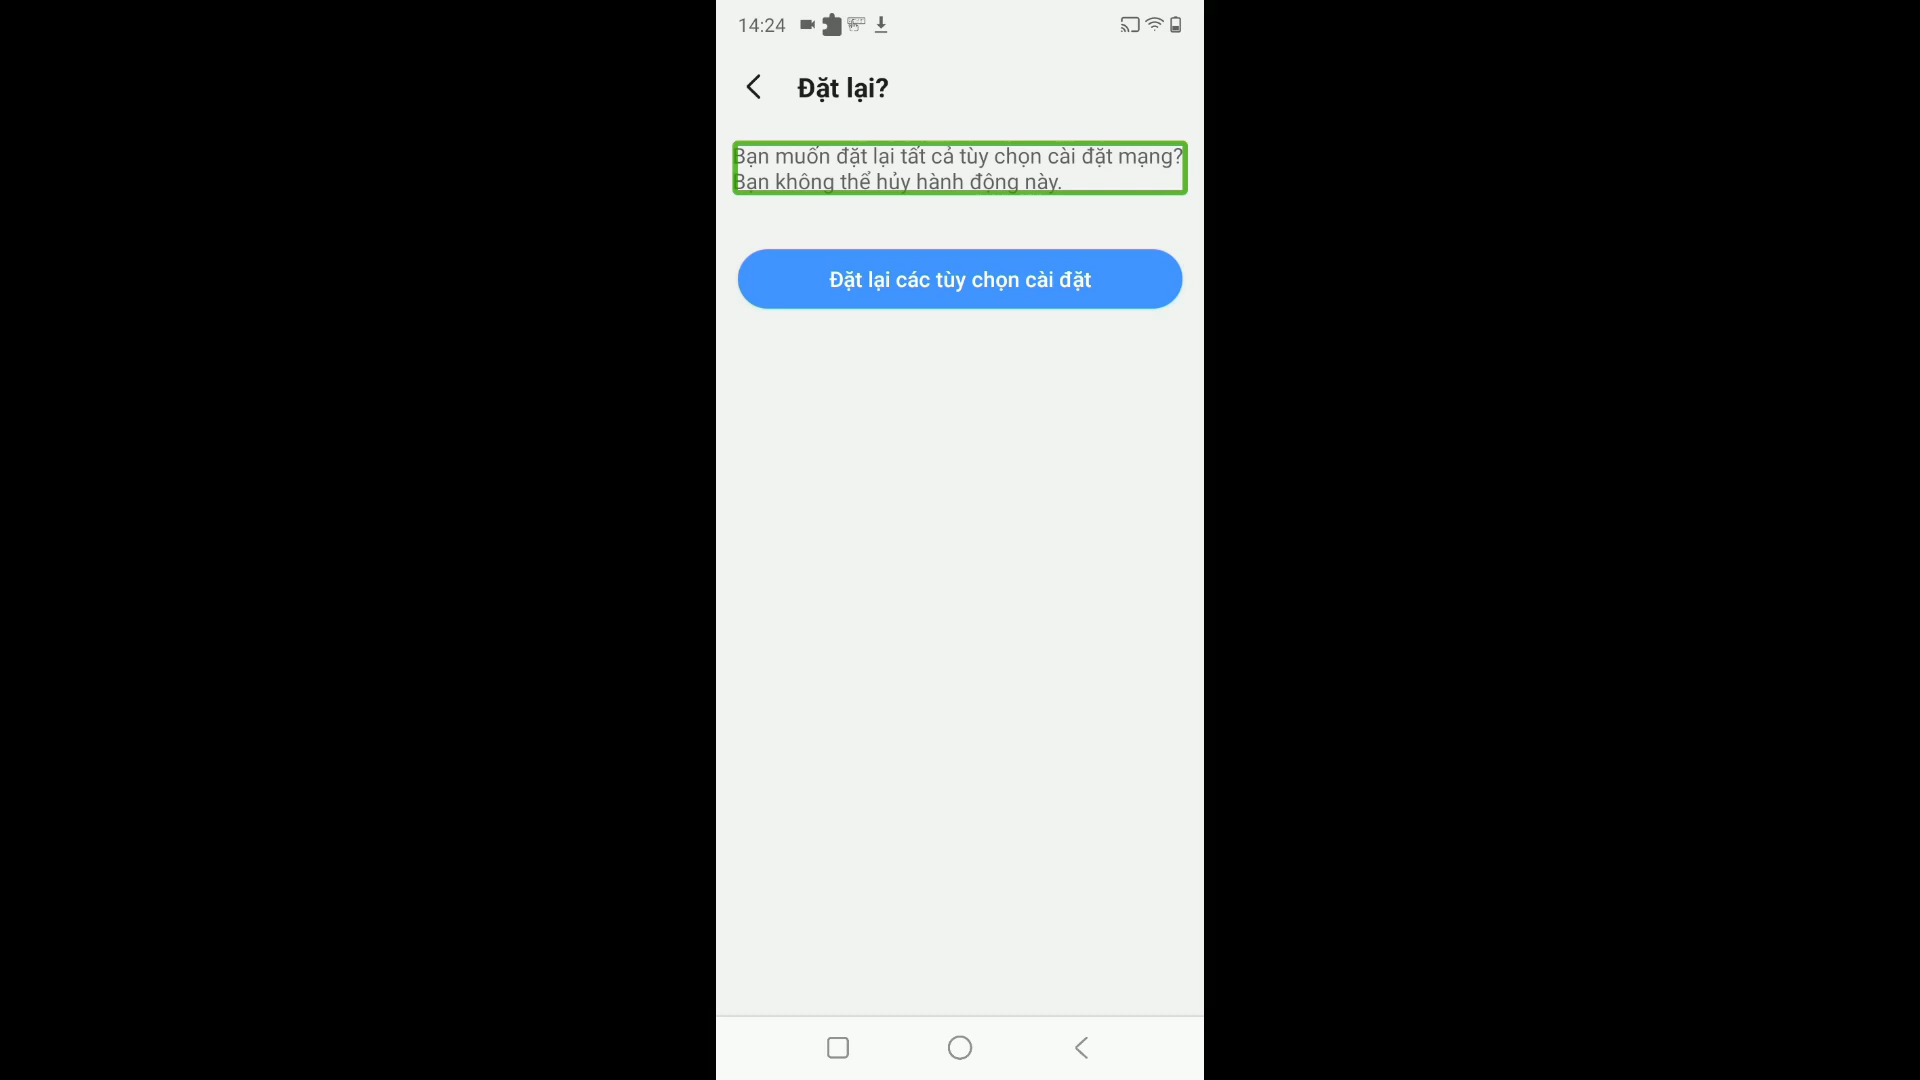 14:24
Đặt lại?
Bạn muốn đặt lại tất cả tùy chọn cài đặt mạng?
Bạn không thể hủy hành động này.
Đặt lại các tùy chọn cài đặt